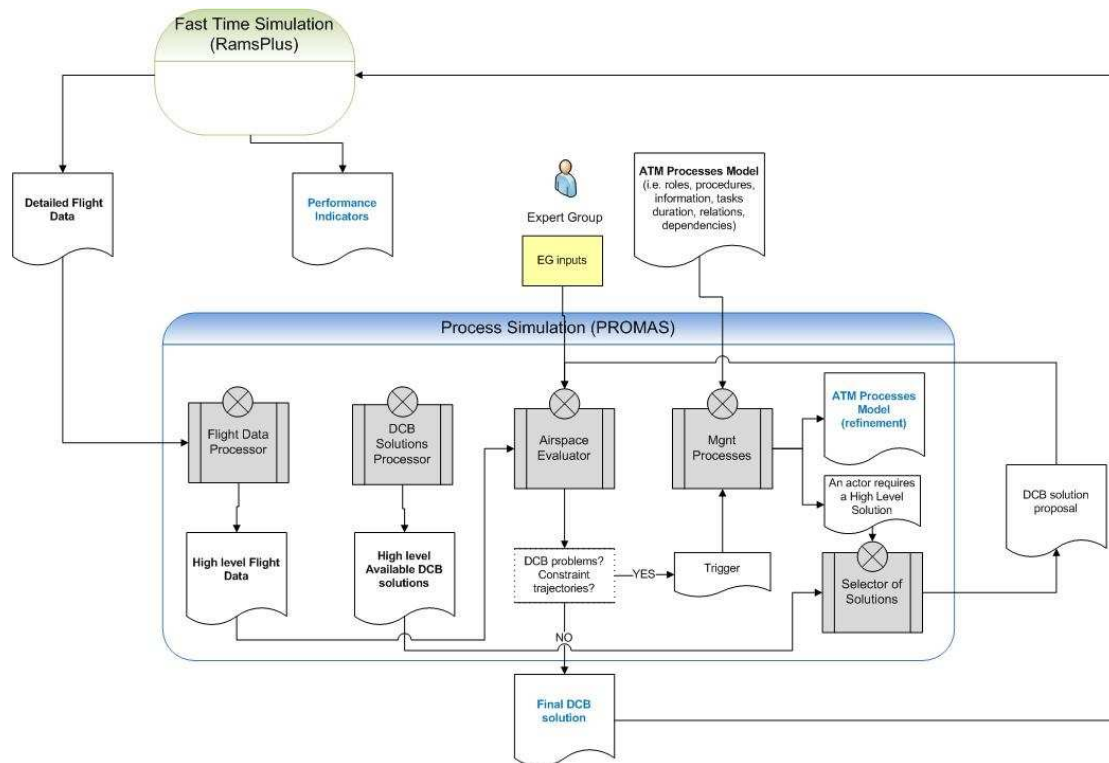 Fast Time Simulation
(RamsPlus)
Detailed Flight
Data
Performance
Indicators
Expert Group
EG inputs
ATM Processes Model
(i.e. roles, procedures,
information, tasks
duration, relations,
dependencies)
Process Simulation (PROMAS)
Flight Data
Processor
DCB
Solutions
Processor
Airspace
Evaluator
Mgnt
Processes
ATM Processes
Model
(refinement)
An actor requires
a High Level
Solution
DCB solution
proposal
High level Flight
Data
High level
Available DCB
solutions
DCB problems?
Constraint
trajectories?
YES
Trigger
Selector of
Solutions
NO
Final DCB
solution